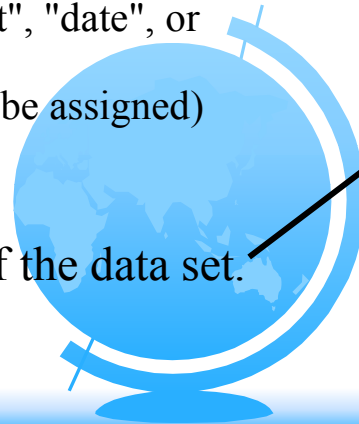 t", "date", or
be assigned)
f the data set.